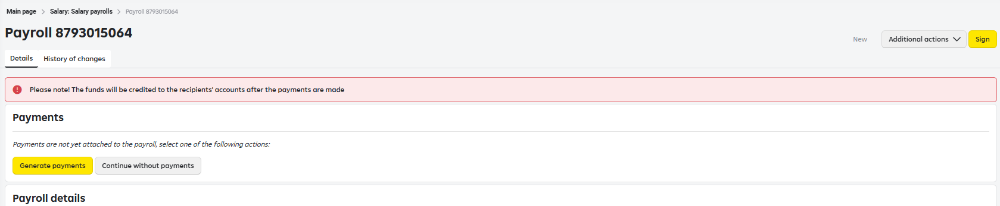 Main page > Salary: Salary payrolls > Payroll 8793015064
Payroll 8793015064
New Additional actions Sign
Details History of changes
Please note! The funds will be credited to the recipients' accounts after the payments are made
Payments
Payments are not yet attached to the payroll, select one of the following actions:
Generate payments Continue without payments
Payroll details